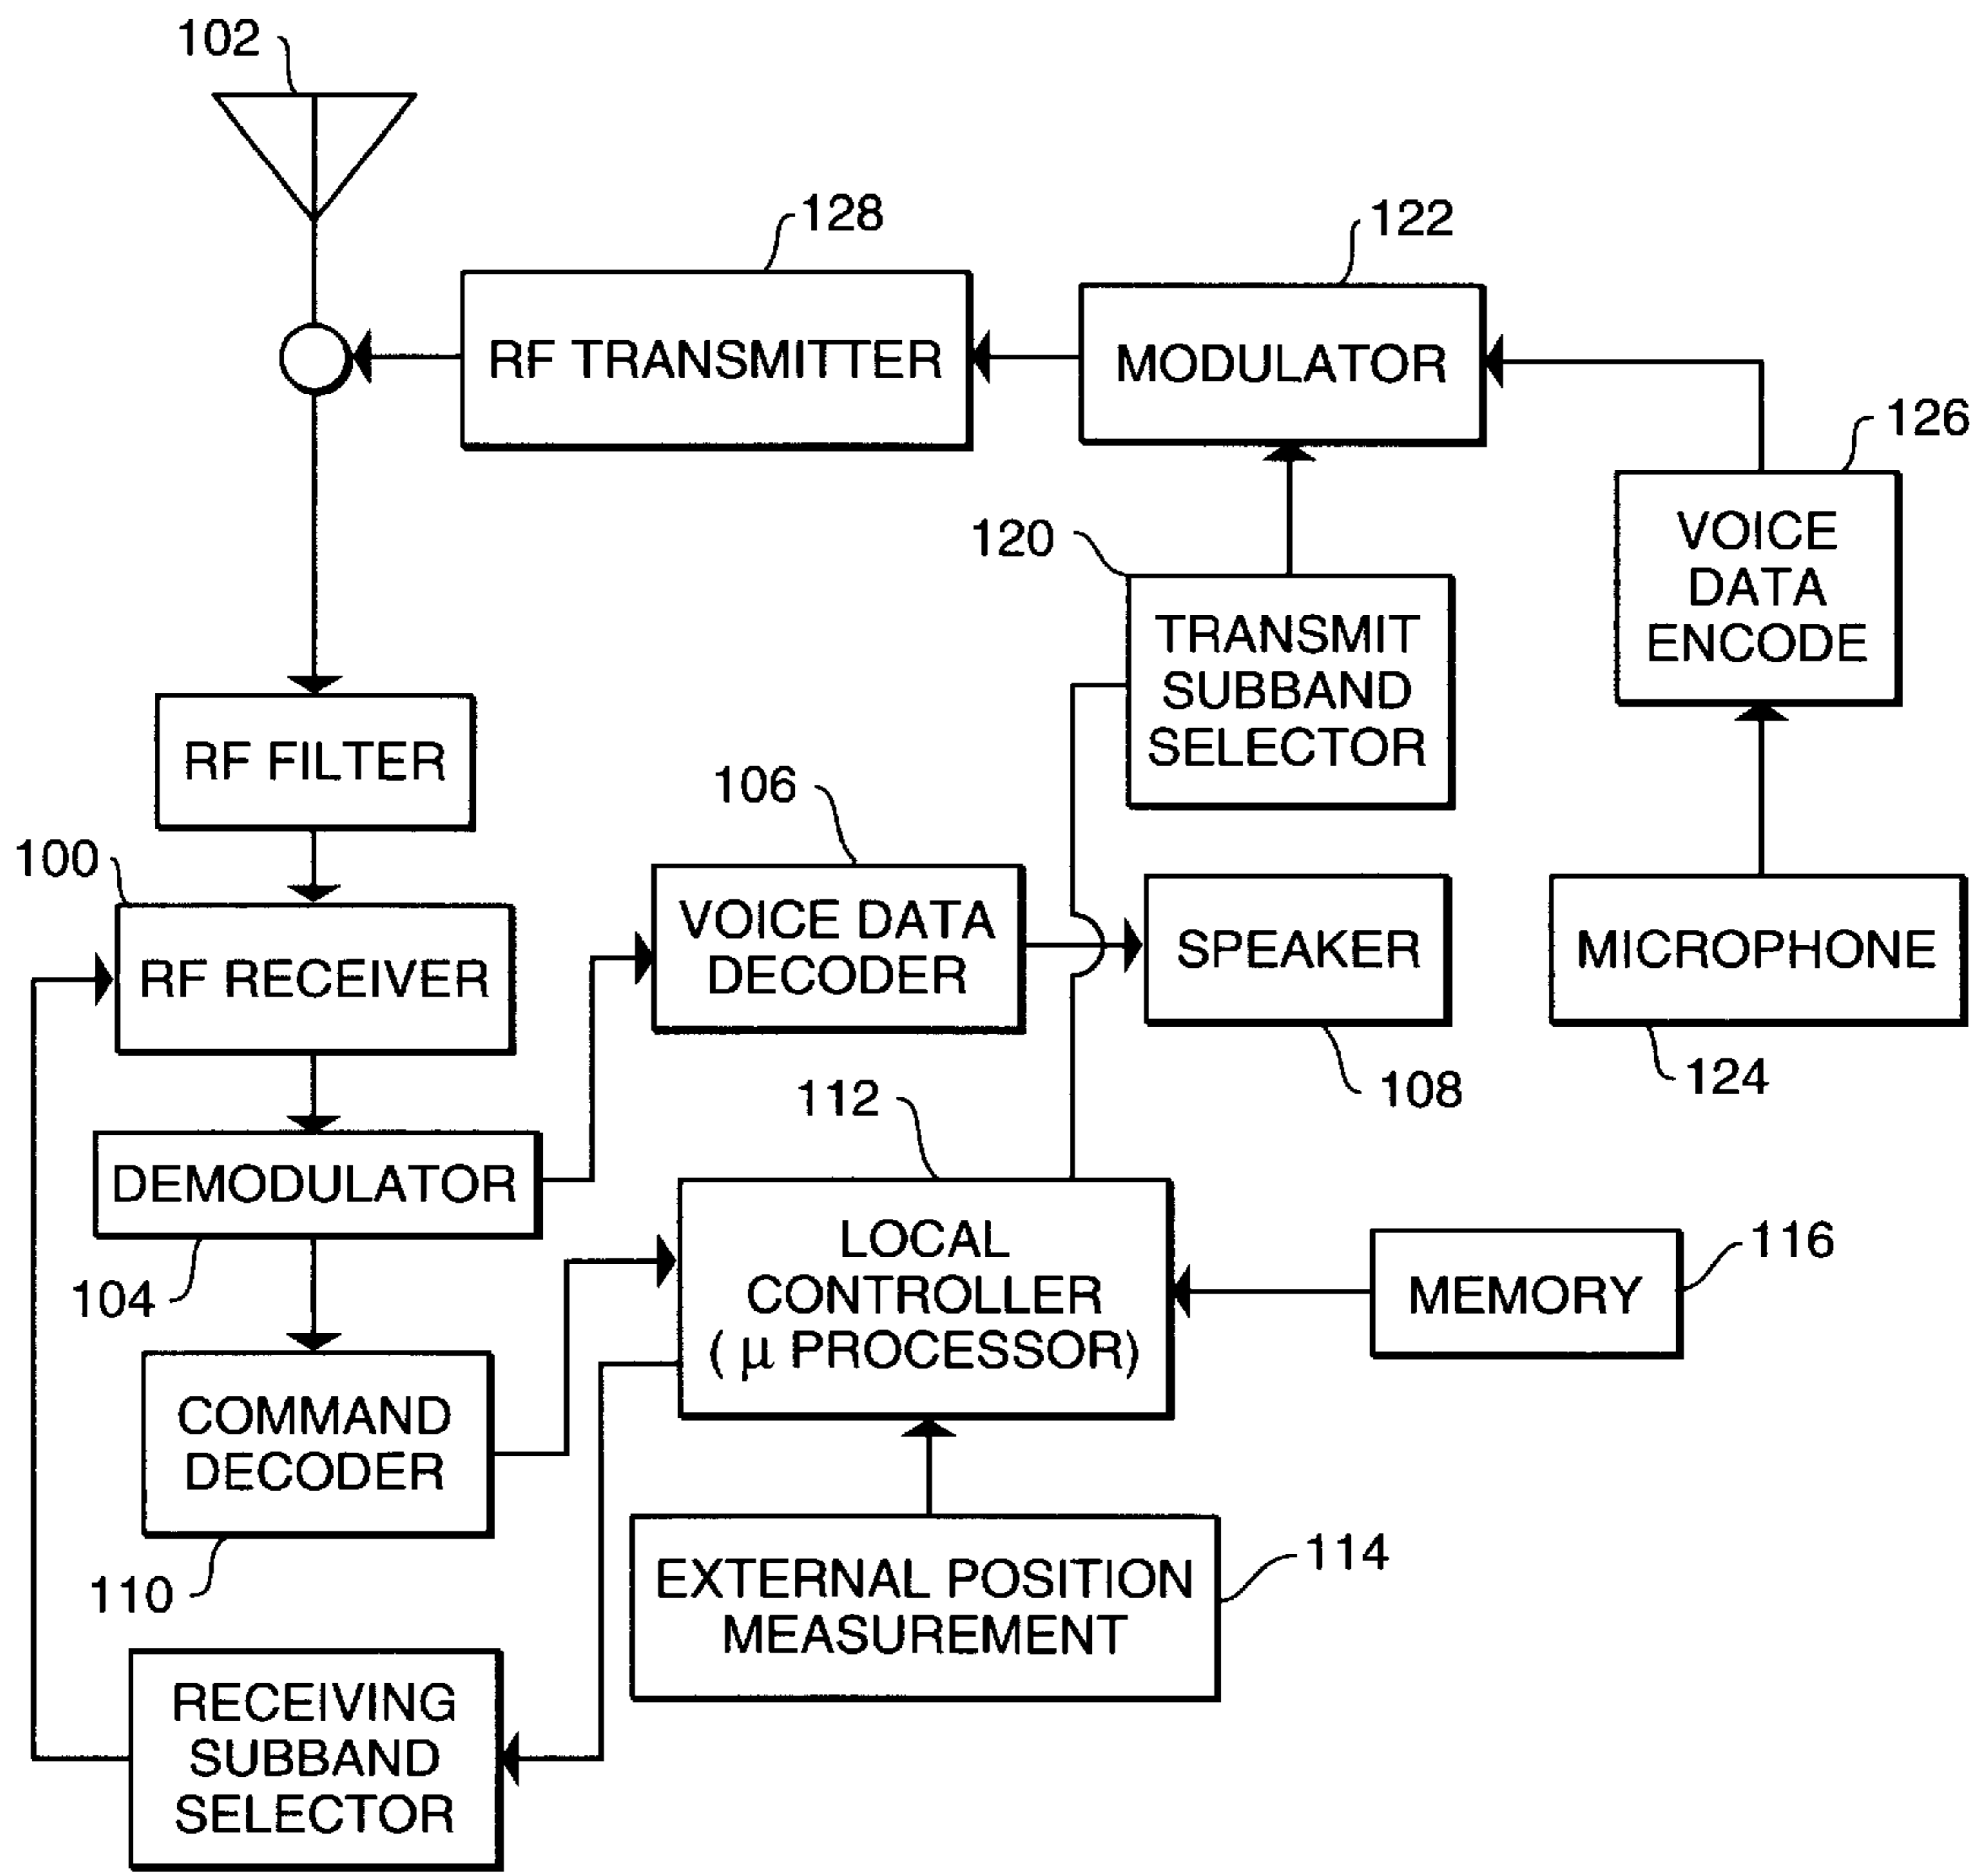 102
128
122
RF TRANSMITTER
MODULATOR
126
VOICE
DATA
ENCODE
120
TRANSMIT
SUBBAND
SELECTOR
RF FILTER
106
100
VOICE DATA
DECODER
SPEAKER
MICROPHONE
RF RECEIVER
108
124
112
DEMODULATOR
104
LOCAL
CONTROLLER
( μ PROCESSOR)
MEMORY
116
COMMAND
DECODER
110
EXTERNAL POSITION
MEASUREMENT
114
RECEIVING
SUBBAND
SELECTOR